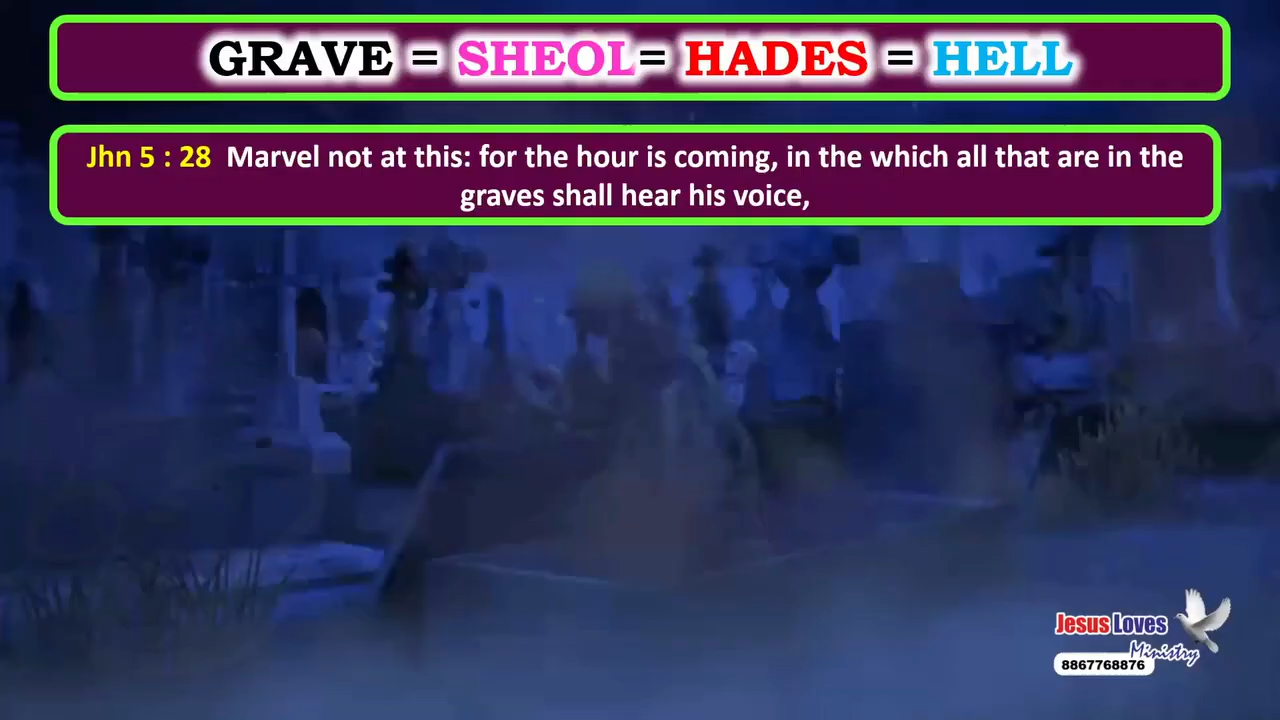 GRAVE = SHEOL= HADES = HELL
Jhn 5 : 28 Marvel not at this: for the hour is coming, in the which all that are in the
graves shall hear his voice,
Jesus Loves
Ministry
8867768876